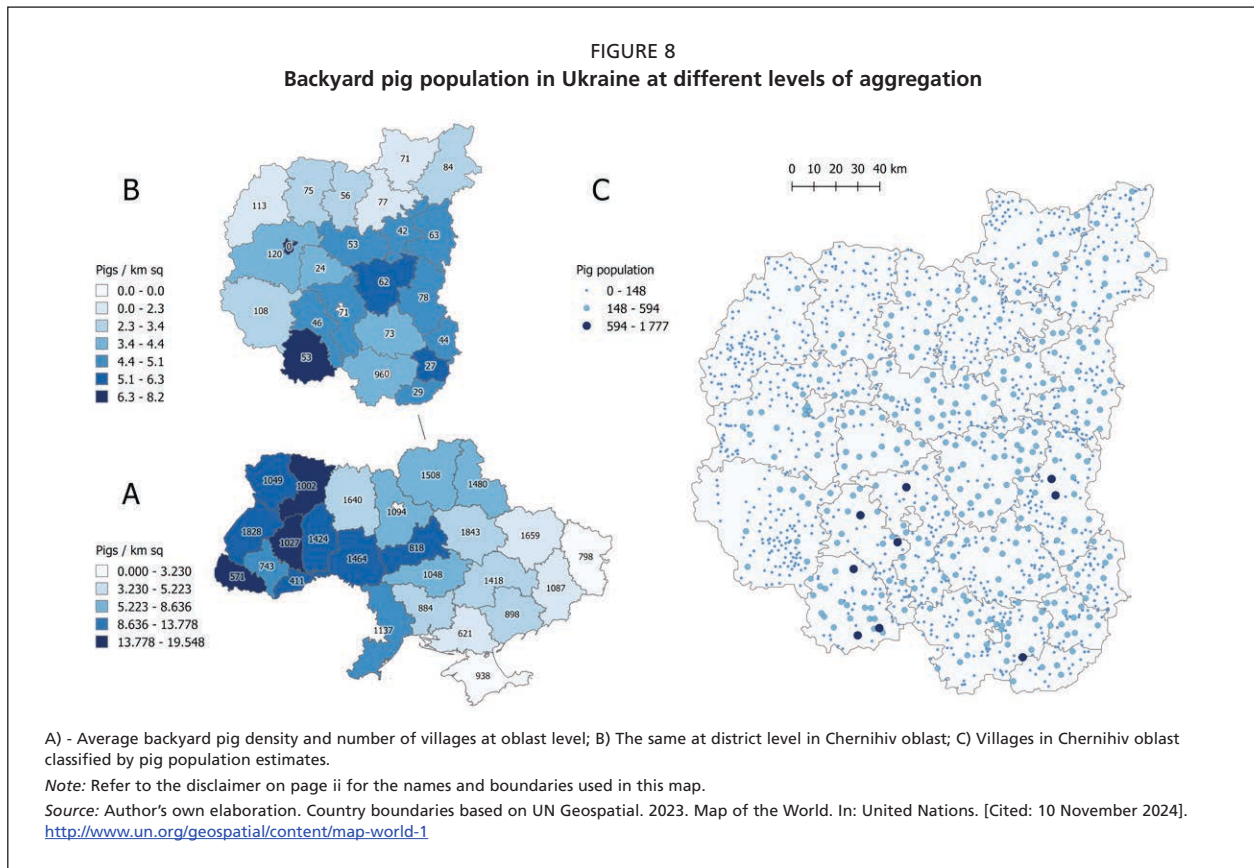 FIGURE 8
Backyard pig population in Ukraine at different levels of aggregation
B
71
84
75
56
77
113
42
63
53
120
0
24
62
78
108
46
71
73
44
53
27
960
29
Pigs / km sq
0.0 - 0.0
0.0 - 2.3
2.3 - 3.4
3.4 - 4.4
4.4 - 5.1
5.1 - 6.3
6.3 - 8.2
A
1049
1002
1640
1508
1480
1094
1828
1027
1424
1464
818
1843
1659
798
571
743
411
1048
1418
1087
884
898
1137
621
938
Pigs / km sq
0.000 - 3.230
3.230 - 5.223
5.223 - 8.636
8.636 - 13.778
13.778 - 19.548
C
0 10 20 30 40 km
Pig population
0 - 148
148 - 594
594 - 1 777
A) - Average backyard pig density and number of villages at oblast level; B) The same at district level in Chernihiv oblast; C) Villages in Chernihiv oblast
classified by pig population estimates.
Note: Refer to the disclaimer on page ii for the names and boundaries used in this map.
Source: Author's own elaboration. Country boundaries based on UN Geospatial. 2023. Map of the World. In: United Nations. [Cited: 10 November 2024].
http://www.un.org/geospatial/content/map-world-1